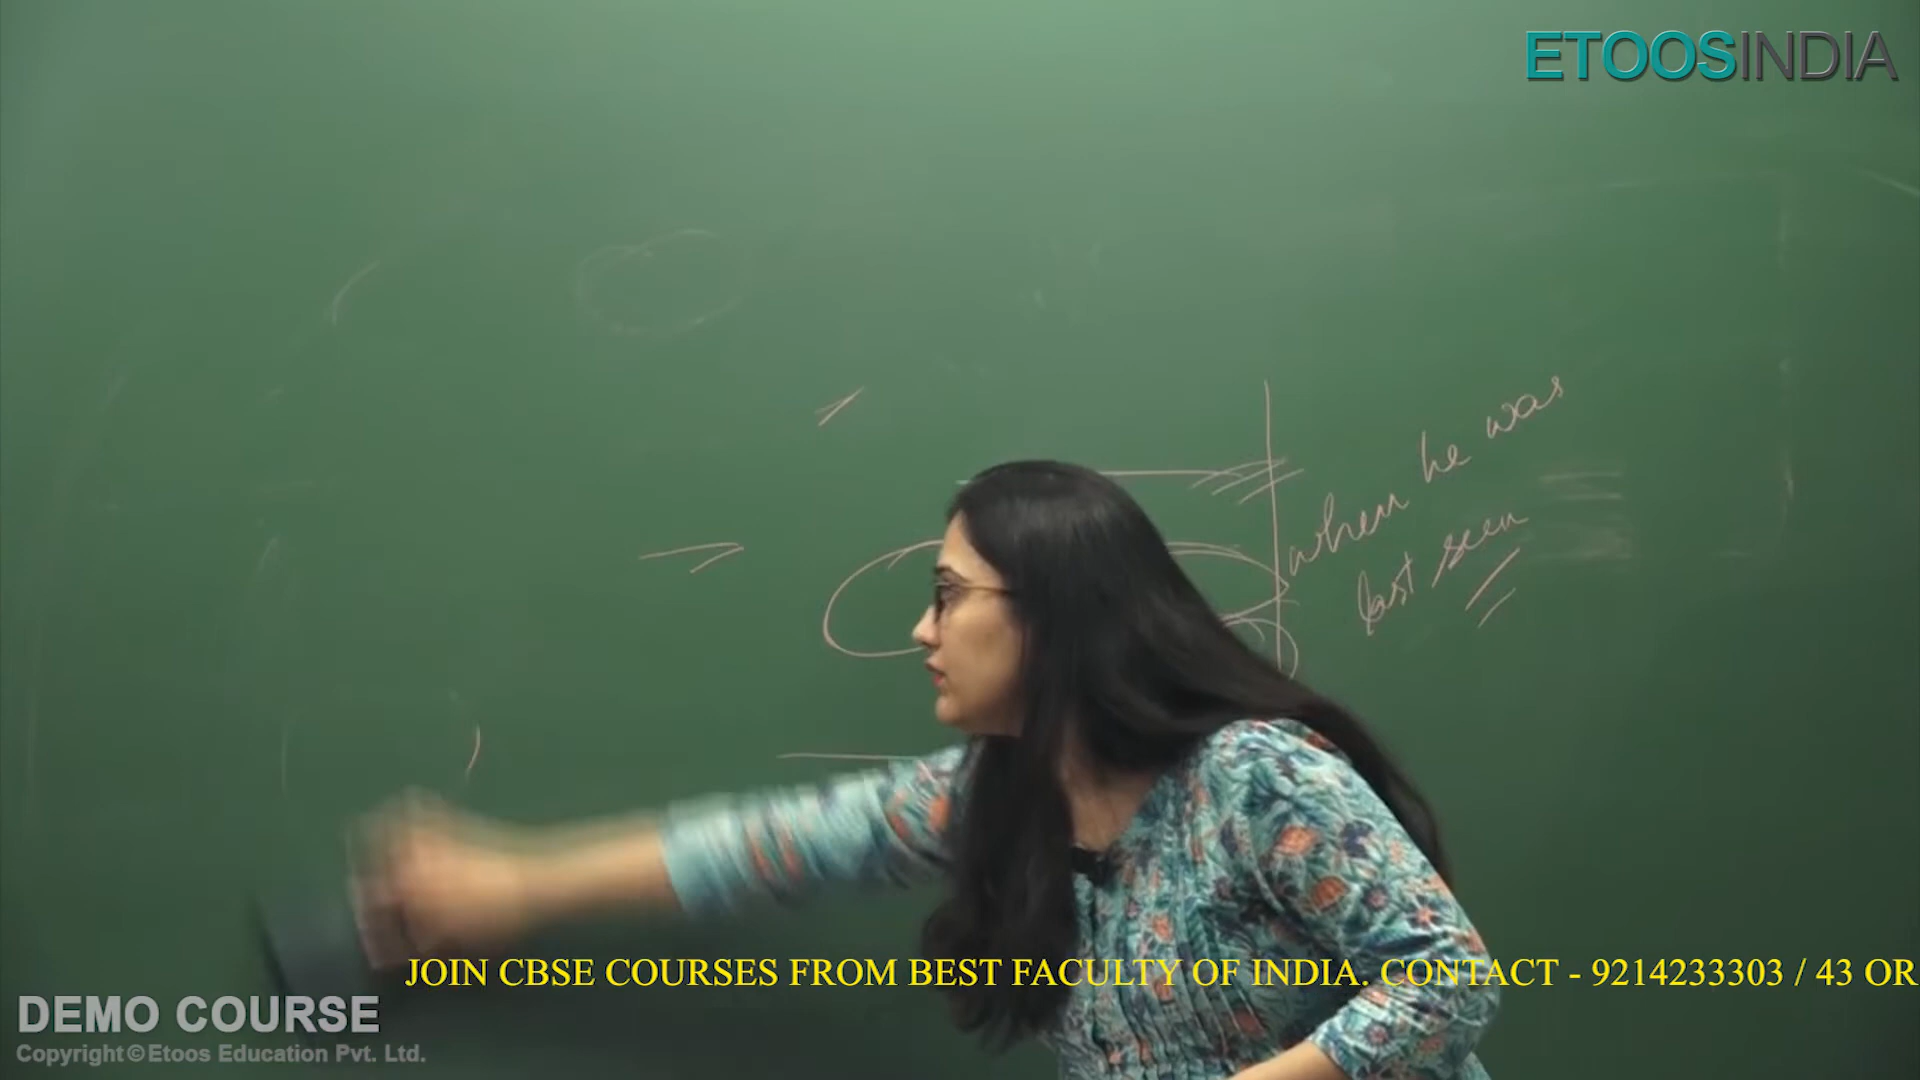 ETOOSINDIA
when he was
last seen
JOIN CBSE COURSES FROM BEST FACULTY OF INDIA. CONTACT - 9214233303 / 43 OR
DEMO COURSE
Copyright © Etoos Education Pvt. Ltd.